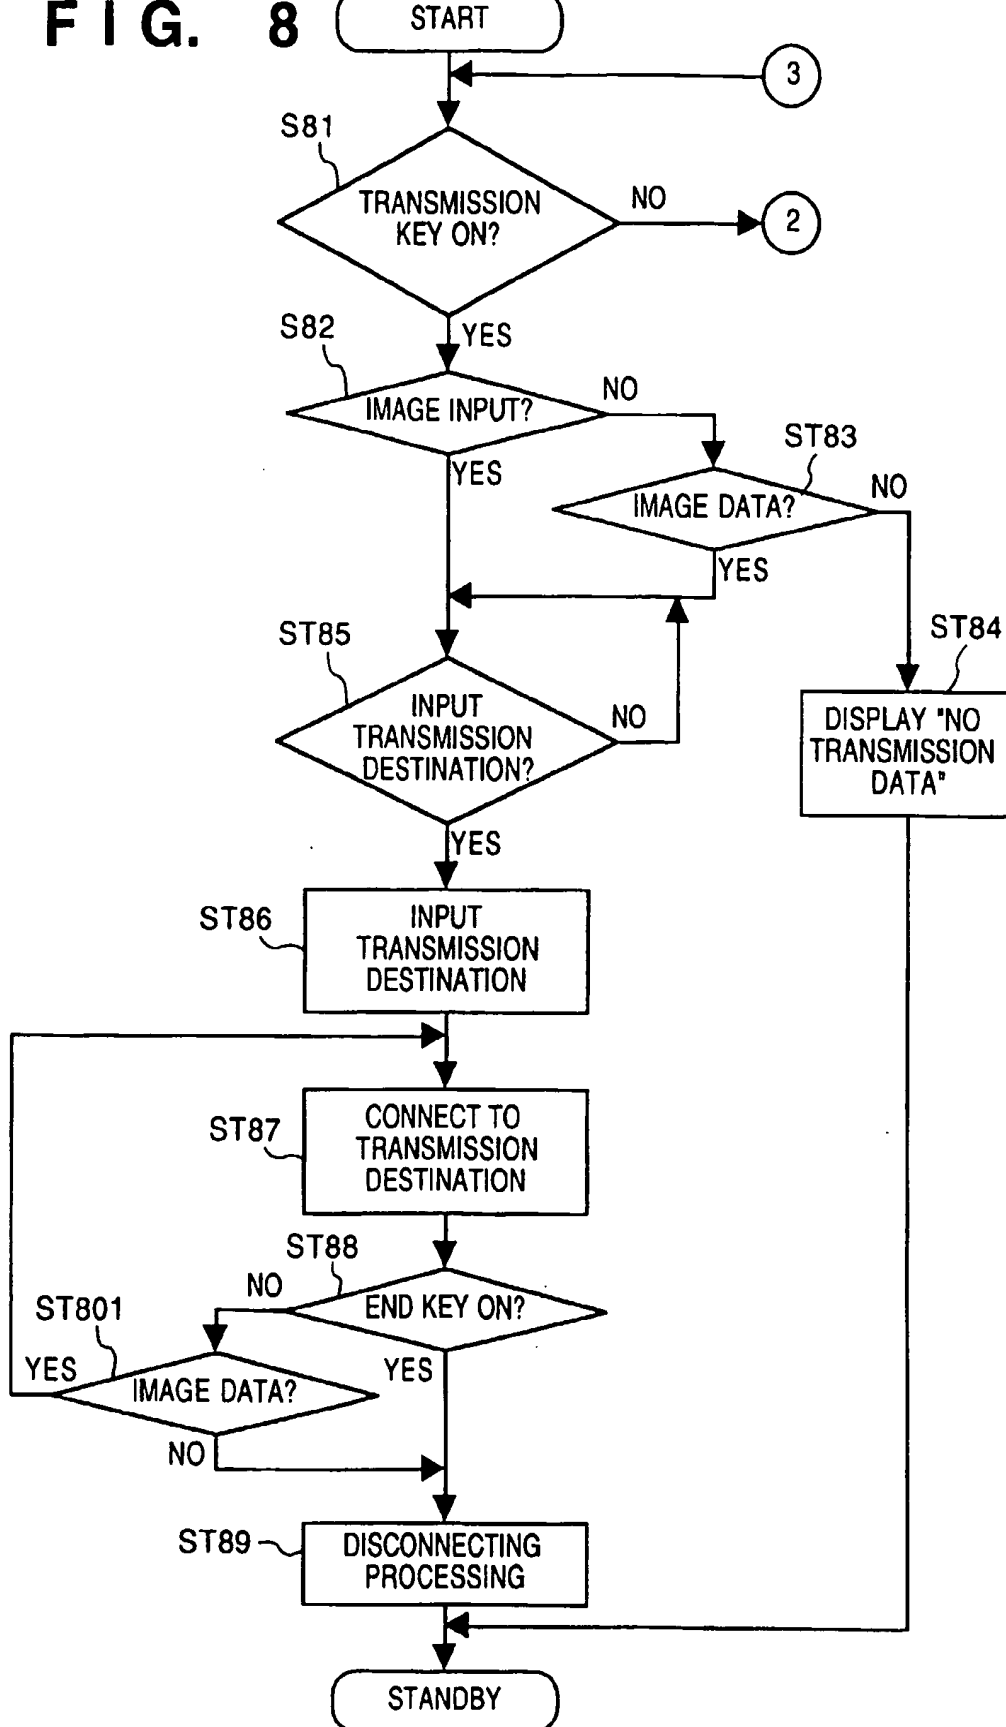 FIG. 8
START
3
S81
TRANSMISSION
KEY ON?
NO
2
YES
S82
IMAGE INPUT?
NO
YES
ST83
IMAGE DATA?
NO
YES
ST84
DISPLAY "NO
TRANSMISSION
DATA"
ST85
INPUT
TRANSMISSION
DESTINATION?
NO
YES
ST86
INPUT
TRANSMISSION
DESTINATION
ST87
CONNECT TO
TRANSMISSION
DESTINATION
ST88
END KEY ON?
NO
YES
ST801
IMAGE DATA?
YES
NO
ST89
DISCONNECTING
PROCESSING
STANDBY